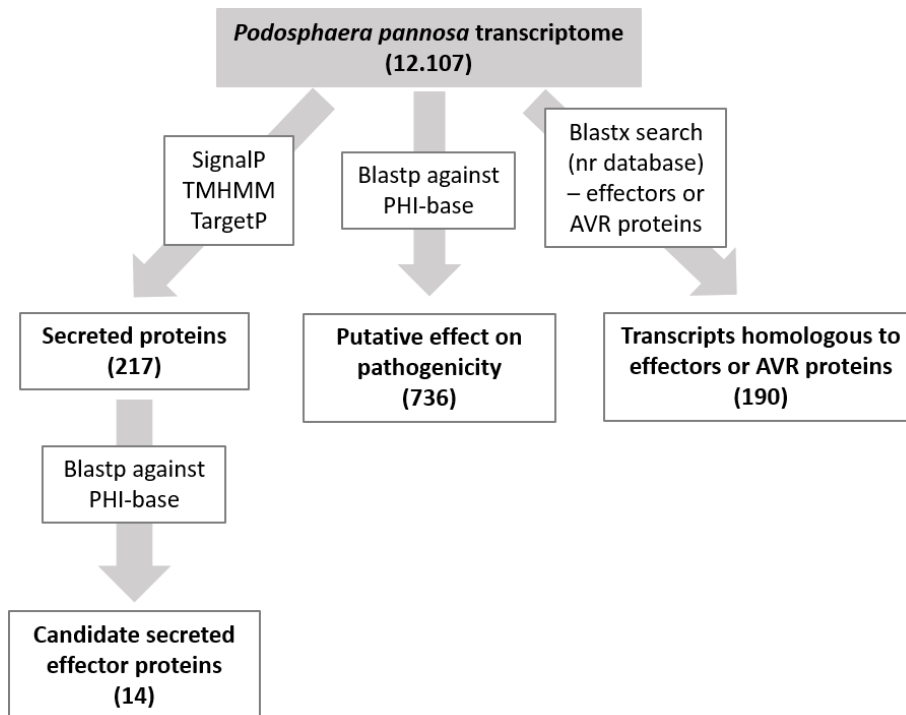 Podosphaera pannosa transcriptome
(12.107)
SignalP
TMHMM
TargetP
Blastp against
PHI-base
Blastx search
(nr database)
– effectors or
AVR proteins
Secreted proteins
(217)
Putative effect on
pathogenicity
(736)
Transcripts homologous to
effectors or AVR proteins
(190)
Blastp against
PHI-base
Candidate secreted
effector proteins
(14)